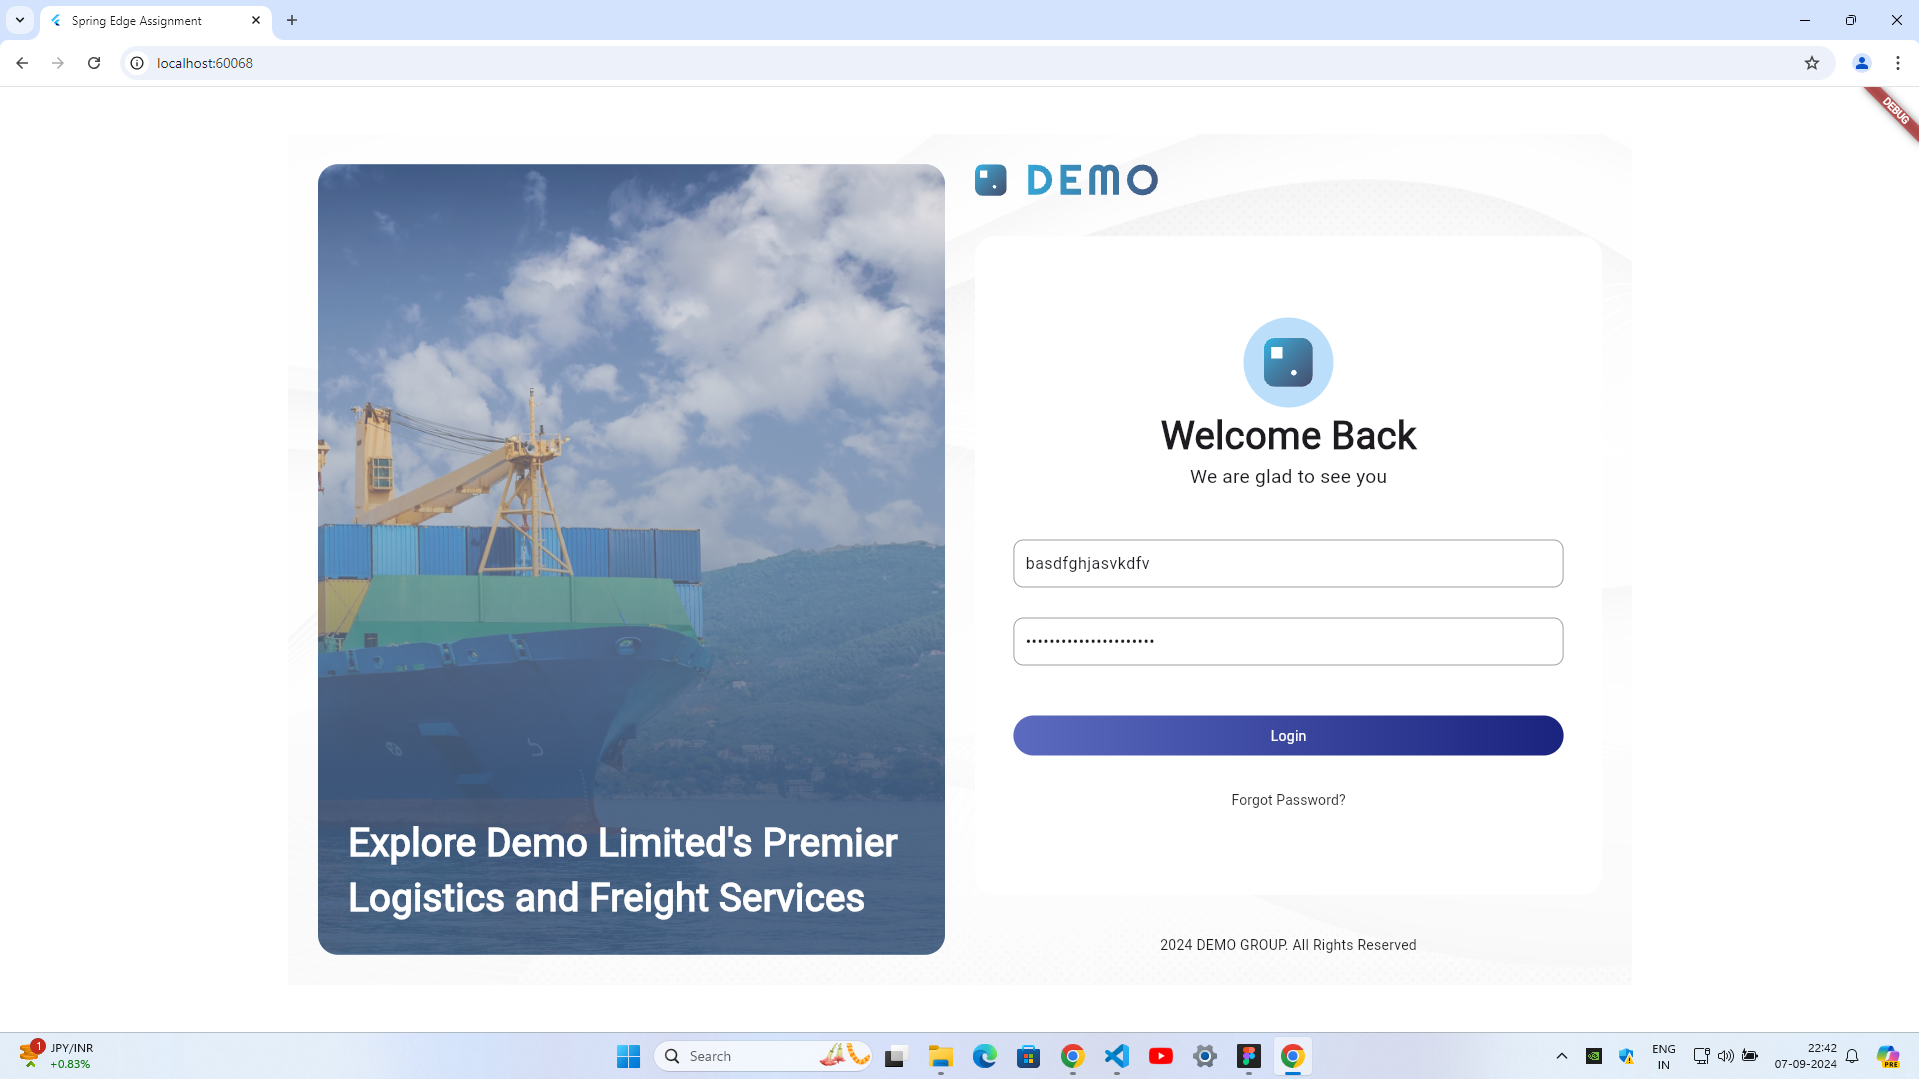 Spring Edge Assignment
localhost:60068
DEBUG
DEMO
Welcome Back
We are glad to see you
basdfghjasvkdfv
••••••••••••••••••••••
Login
Forgot Password?
Explore Demo Limited's Premier
Logistics and Freight Services
2024 DEMO GROUP. All Rights Reserved
1
JPY/INR
+0.83%
Search
ENG
IN
22:42
07-09-2024
PRE